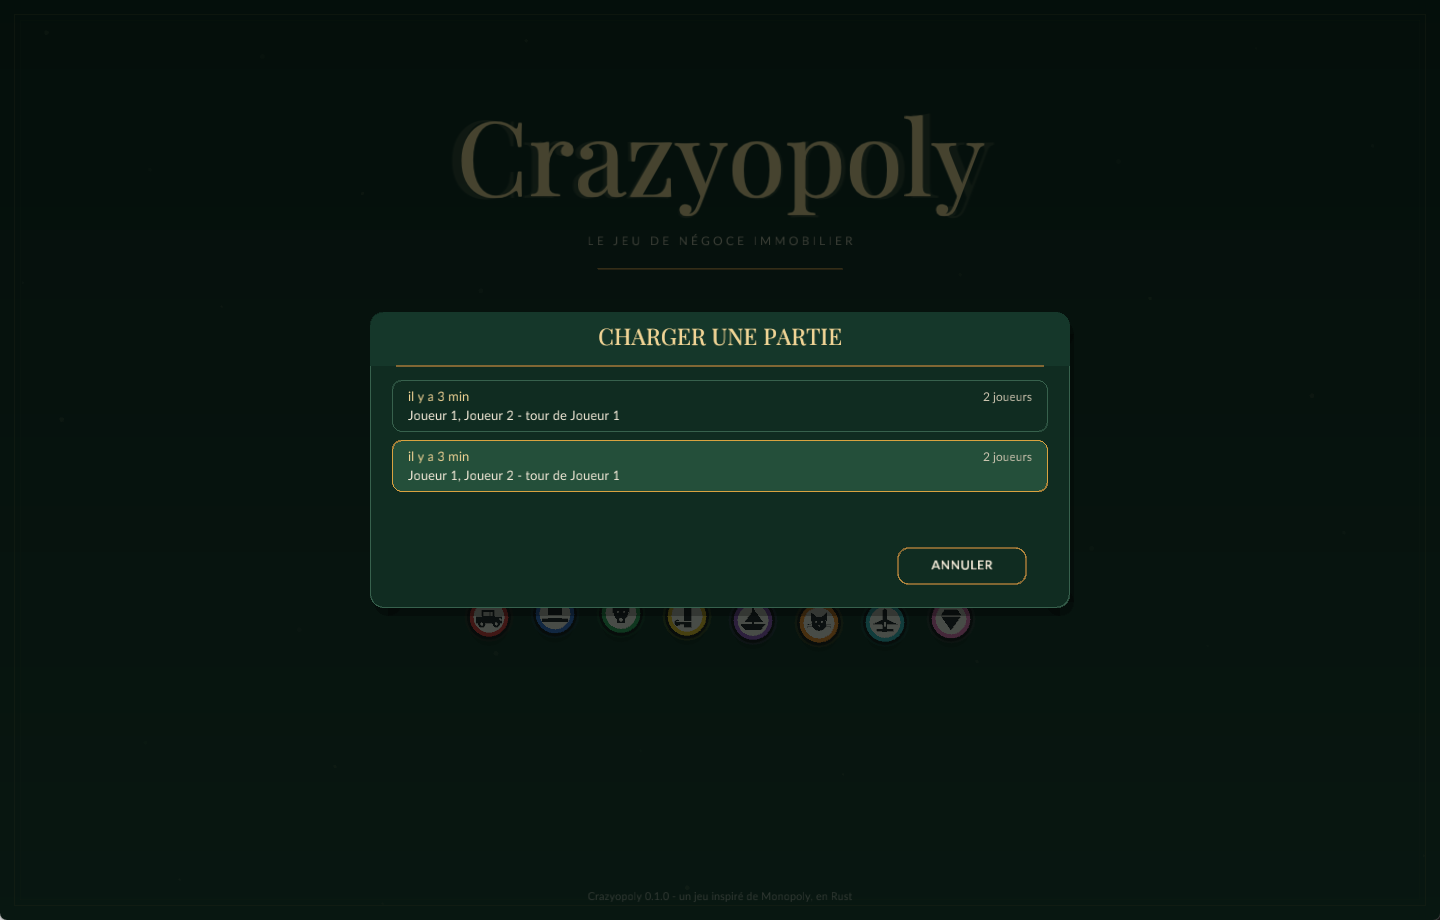 Crazyopoly
LE JEU DE NÉGOCE IMMOBILIER
CHARGER UNE PARTIE
il y a 3 min
2 joueurs
Joueur 1, Joueur 2 - tour de Joueur 1
il y a 3 min
2 joueurs
Joueur 1, Joueur 2 - tour de Joueur 1
ANNULER
Crazyopoly 0.1.0 - un jeu inspiré de Monopoly, en Rust